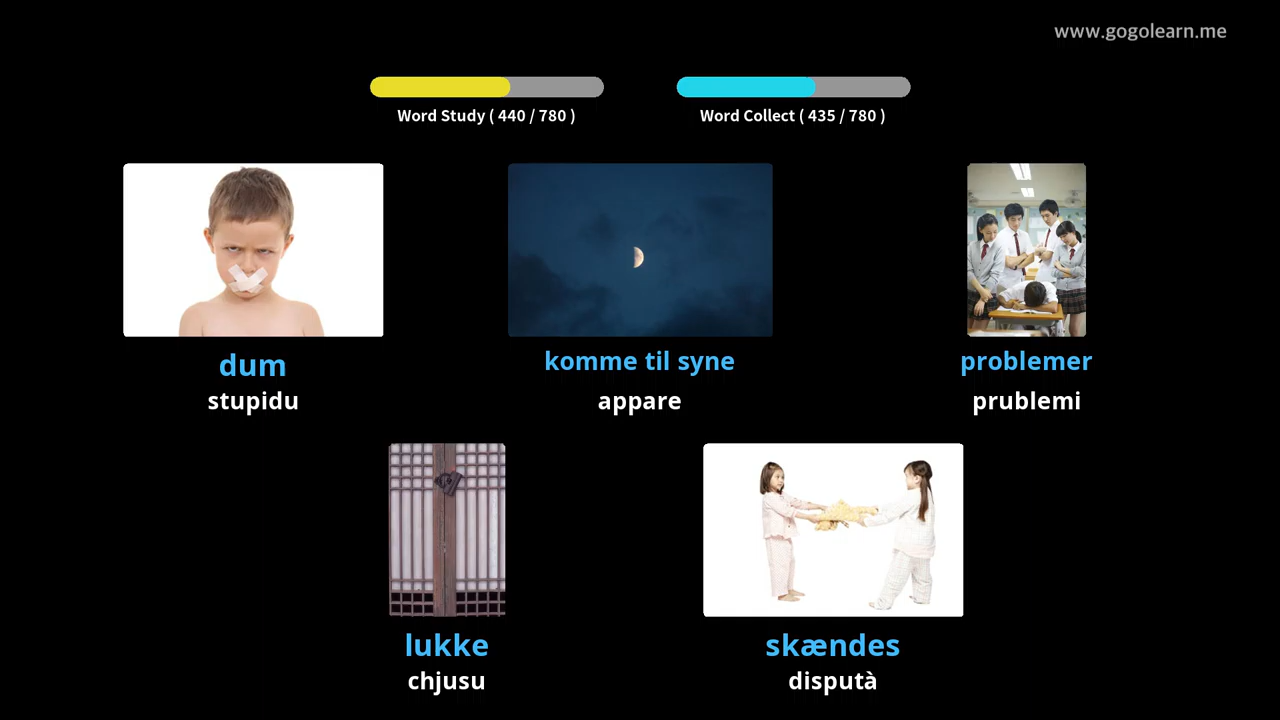 www.gogolearn.me
Word Study ( 440 / 780 )
Word Collect ( 435 / 780 )
dum
stupidu
komme til syne
appare
problemer
prublemi
lukke
chjusu
skændes
disputà